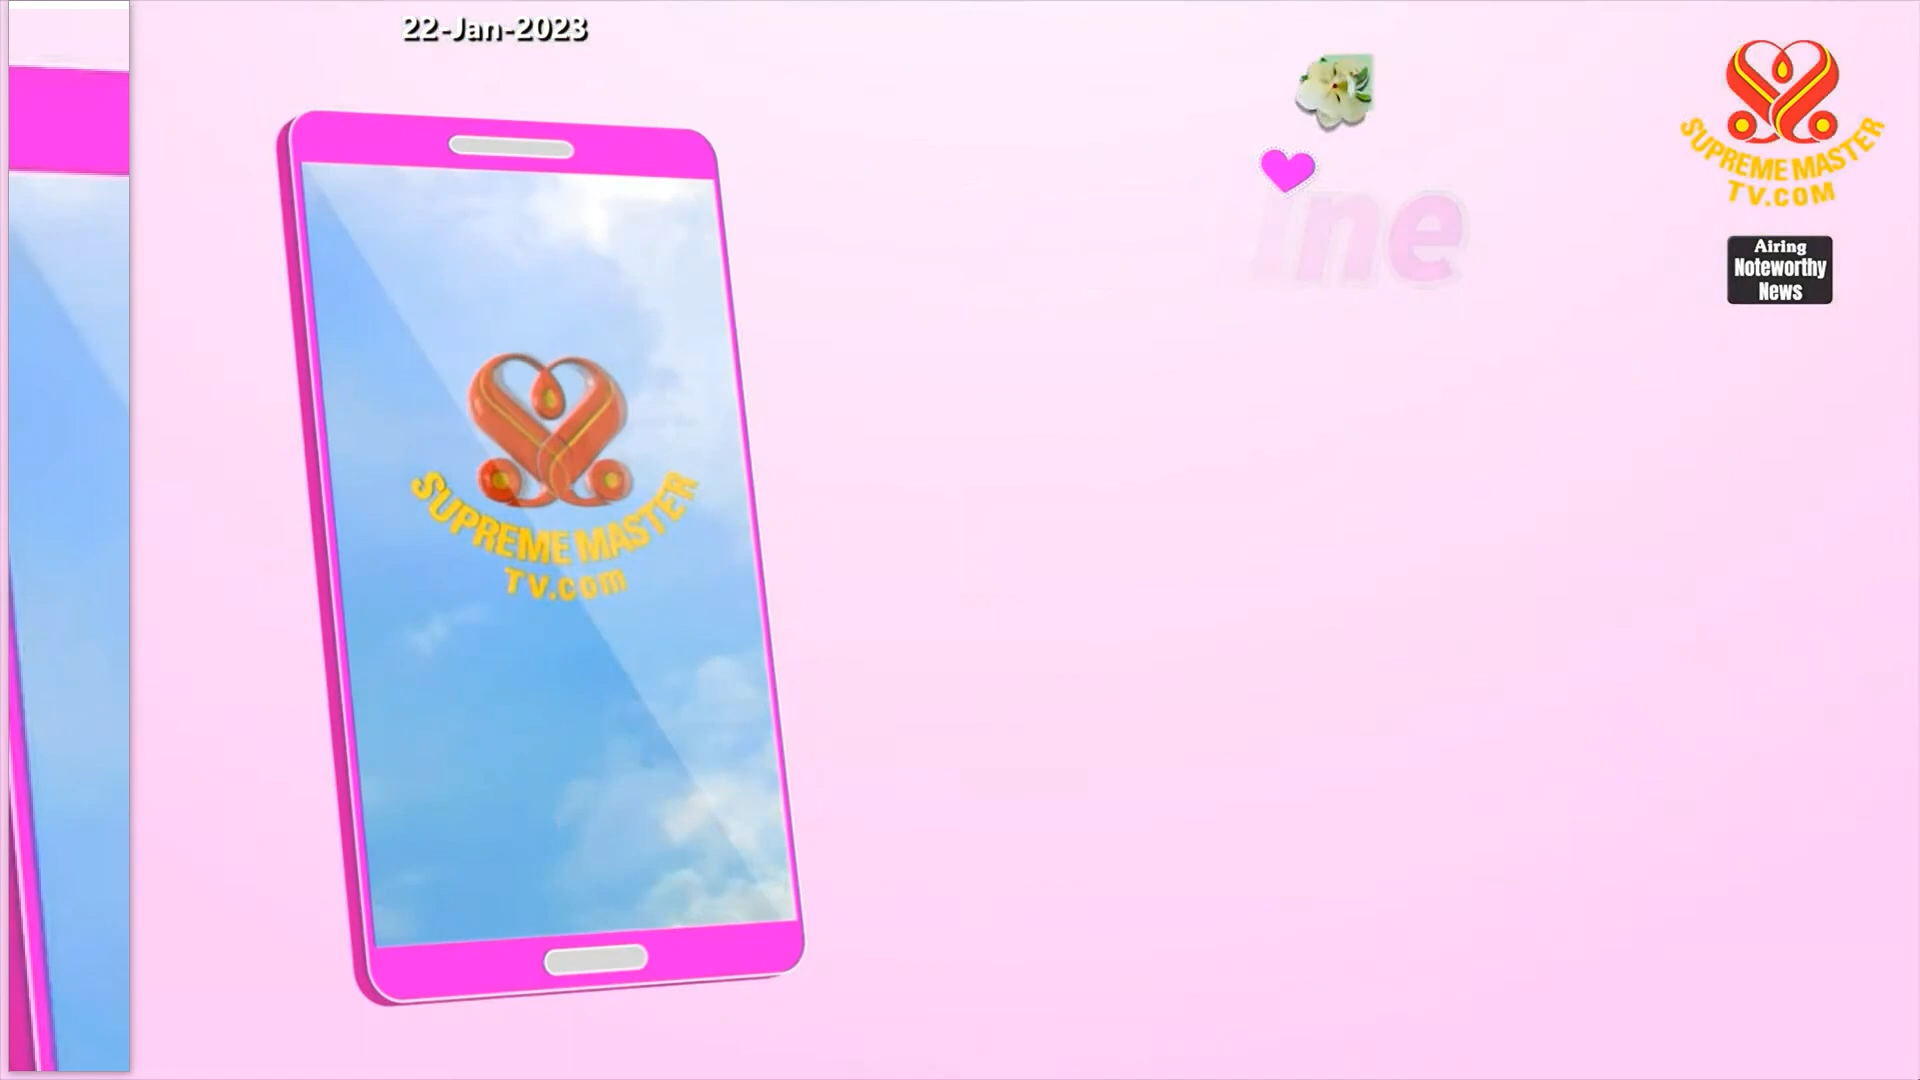 22-Jan-2023
SUPREME MASTER
TV.COM
Airing
Noteworthy
News
ine
SUPREME MASTER
TV.com